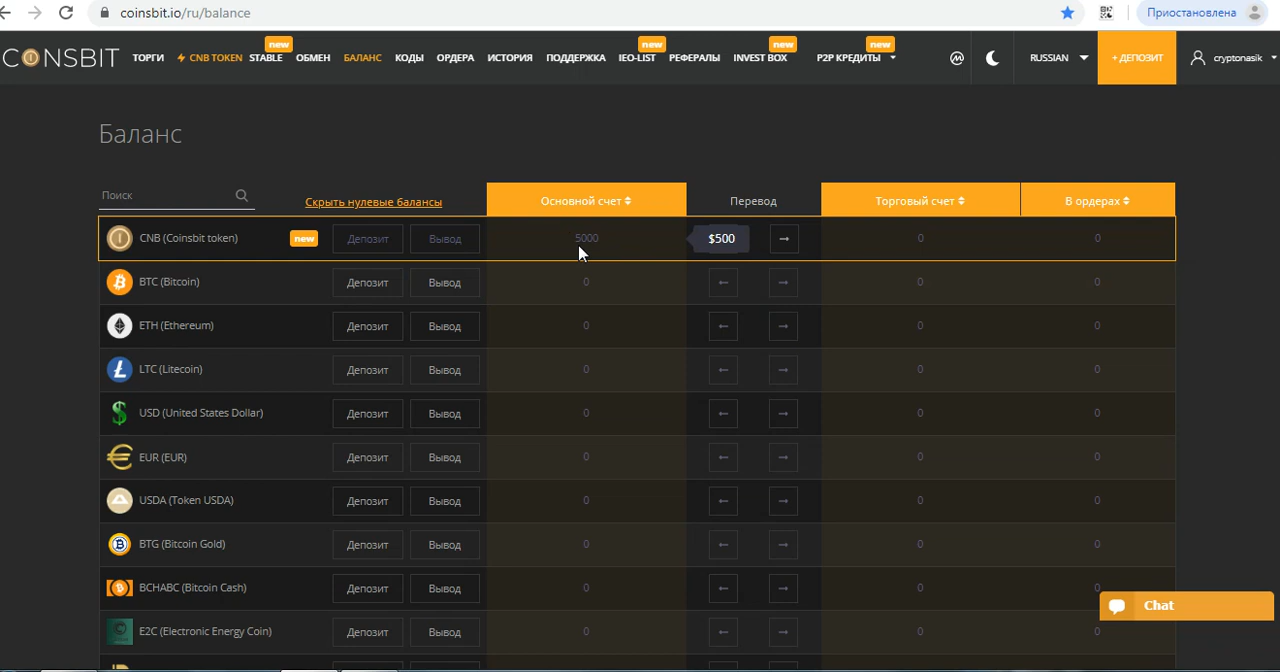 coinsbit.io/ru/balance
Приостановлена
new new new new
COINSBIT ТОРГИ CNB TOKEN STABLE ОБМЕН БАЛАНС КОДЫ ОРДЕРА ИСТОРИЯ ПОДДЕРЖКА IEO-LIST РЕФЕРАЛЫ INVEST BOX P2P КРЕДИТЫ RUSSIAN + ДЕПОЗИТ cryptonasik
Баланс
Поиск Скрыть нулевые балансы Основной счет Перевод Торговый счет В ордерах
CNB (Coinsbit token) new Депозит Вывод 5000 $500 → 0 0
BTC (Bitcoin) Депозит Вывод 0 ← → 0 0
ETH (Ethereum) Депозит Вывод 0 ← → 0 0
LTC (Litecoin) Депозит Вывод 0 ← → 0 0
USD (United States Dollar) Депозит Вывод 0 ← → 0 0
EUR (EUR) Депозит Вывод 0 ← → 0 0
USDA (Token USDA) Депозит Вывод 0 ← → 0 0
BTG (Bitcoin Gold) Депозит Вывод 0 ← → 0 0
BCHABC (Bitcoin Cash) Депозит Вывод 0 ← → 0 0
Chat
E2C (Electronic Energy Coin) Депозит Вывод 0 ← → 0 0